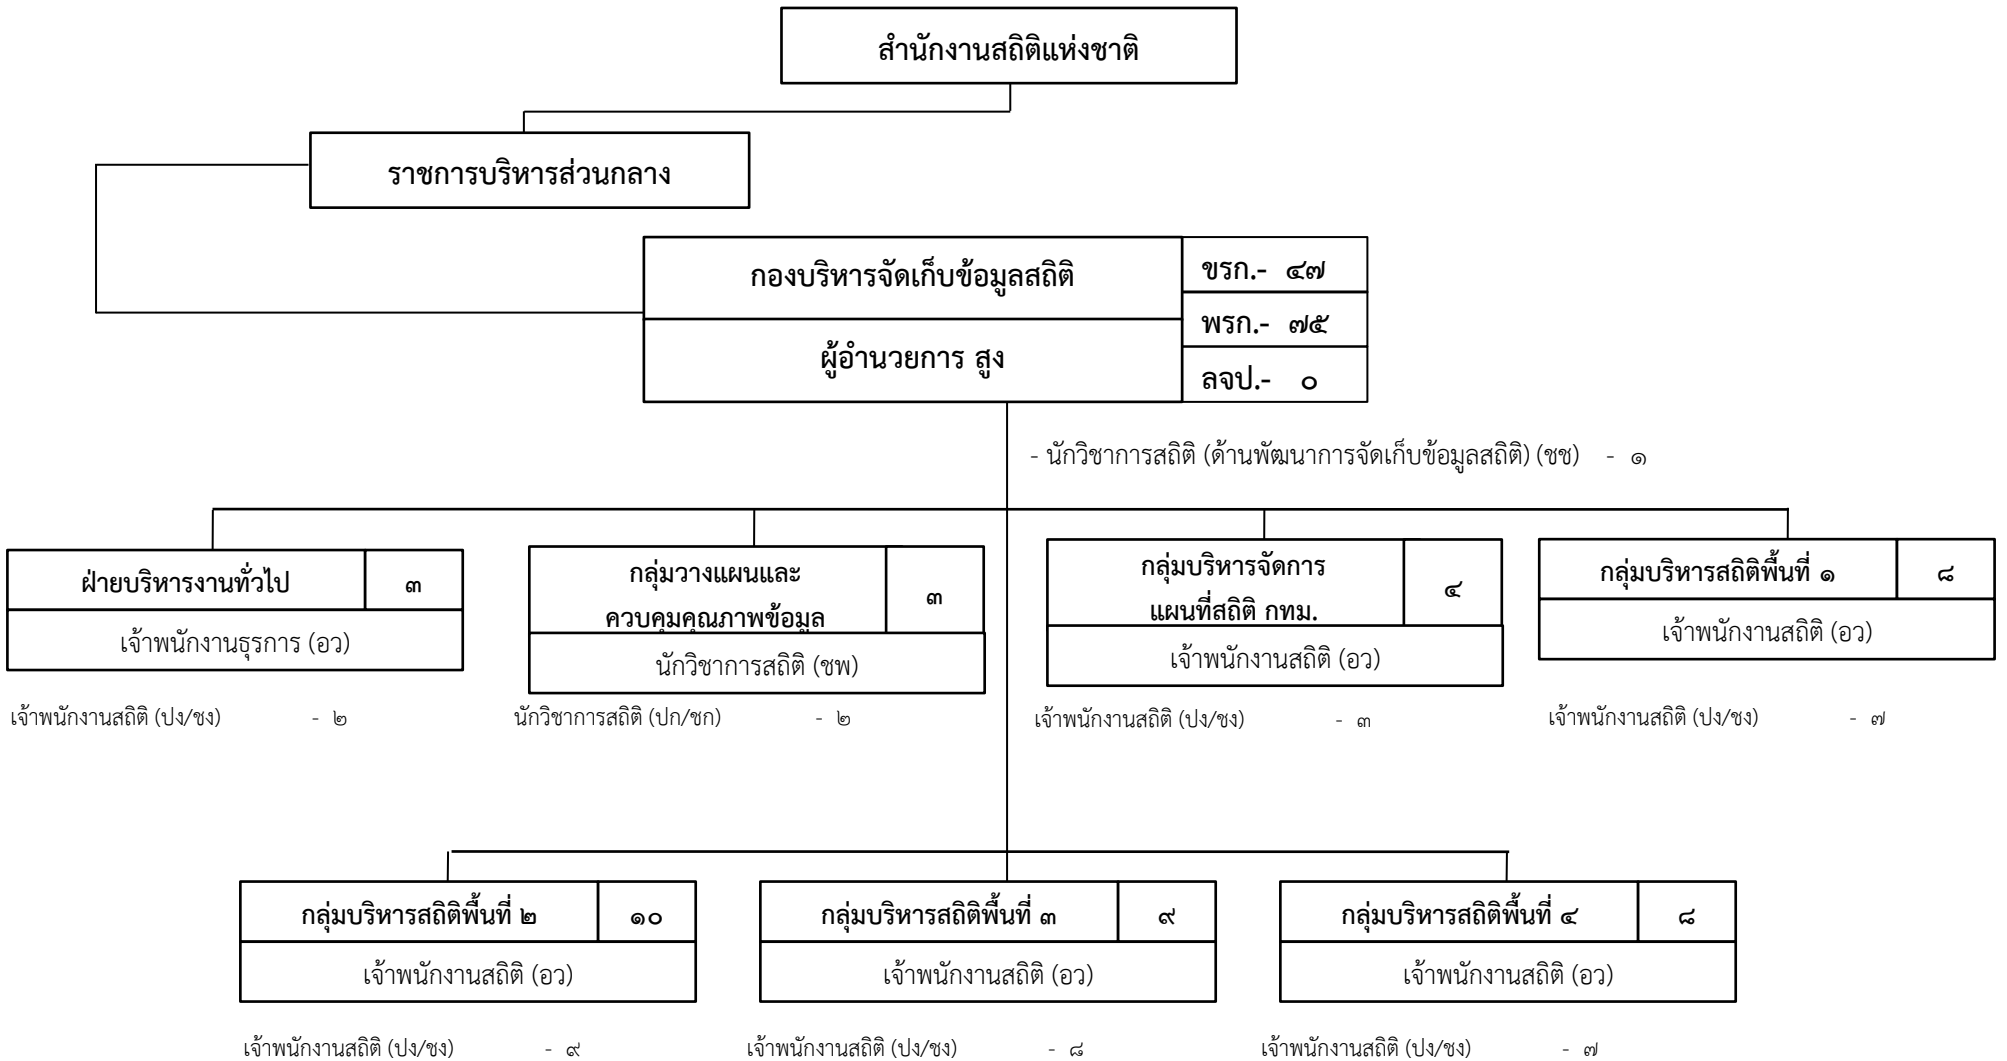 สำนักงานสถิติแห่งชาติ
ราชการบริหารส่วนกลาง
กองบริหารจัดเก็บข้อมูลสถิติ
ขรก.- ๔๗
พรก.- ๗๕
ผู้อำนวยการ สูง
ลจป.- ๐
- นักวิชาการสถิติ (ด้านพัฒนาการจัดเก็บข้อมูลสถิติ) (ชช) - ๑
ฝ่ายบริหารงานทั่วไป ๓
เจ้าพนักงานธุรการ (อว)
เจ้าพนักงานสถิติ (ปง/ชง) - ๒
กลุ่มวางแผนและ
ควบคุมคุณภาพข้อมูล ๓
นักวิชาการสถิติ (ชพ)
นักวิชาการสถิติ (ปก/ชก) - ๒
กลุ่มบริหารจัดการ
แผนที่สถิติ กทม. ๔
เจ้าพนักงานสถิติ (อว)
เจ้าพนักงานสถิติ (ปง/ชง) - ๓
กลุ่มบริหารสถิติพื้นที่ ๑ ๘
เจ้าพนักงานสถิติ (อว)
เจ้าพนักงานสถิติ (ปง/ชง) - ๗
กลุ่มบริหารสถิติพื้นที่ ๒ ๑๐
เจ้าพนักงานสถิติ (อว)
เจ้าพนักงานสถิติ (ปง/ชง) - ๙
กลุ่มบริหารสถิติพื้นที่ ๓ ๙
เจ้าพนักงานสถิติ (อว)
เจ้าพนักงานสถิติ (ปง/ชง) - ๘
กลุ่มบริหารสถิติพื้นที่ ๔ ๘
เจ้าพนักงานสถิติ (อว)
เจ้าพนักงานสถิติ (ปง/ชง) - ๗